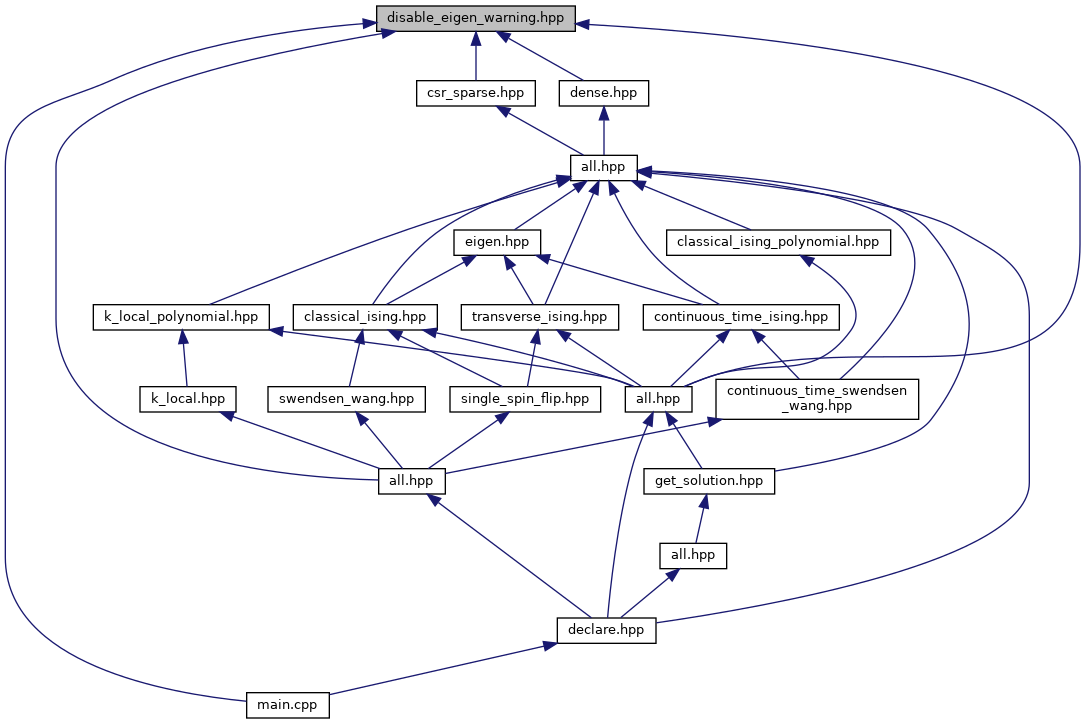 disable_eigen_warning.hpp
csr_sparse.hpp
dense.hpp
all.hpp
eigen.hpp
classical_ising_polynomial.hpp
k_local_polynomial.hpp
classical_ising.hpp
transverse_ising.hpp
continuous_time_ising.hpp
k_local.hpp
swendsen_wang.hpp
single_spin_flip.hpp
all.hpp
continuous_time_swendsen
_wang.hpp
all.hpp
get_solution.hpp
all.hpp
declare.hpp
main.cpp